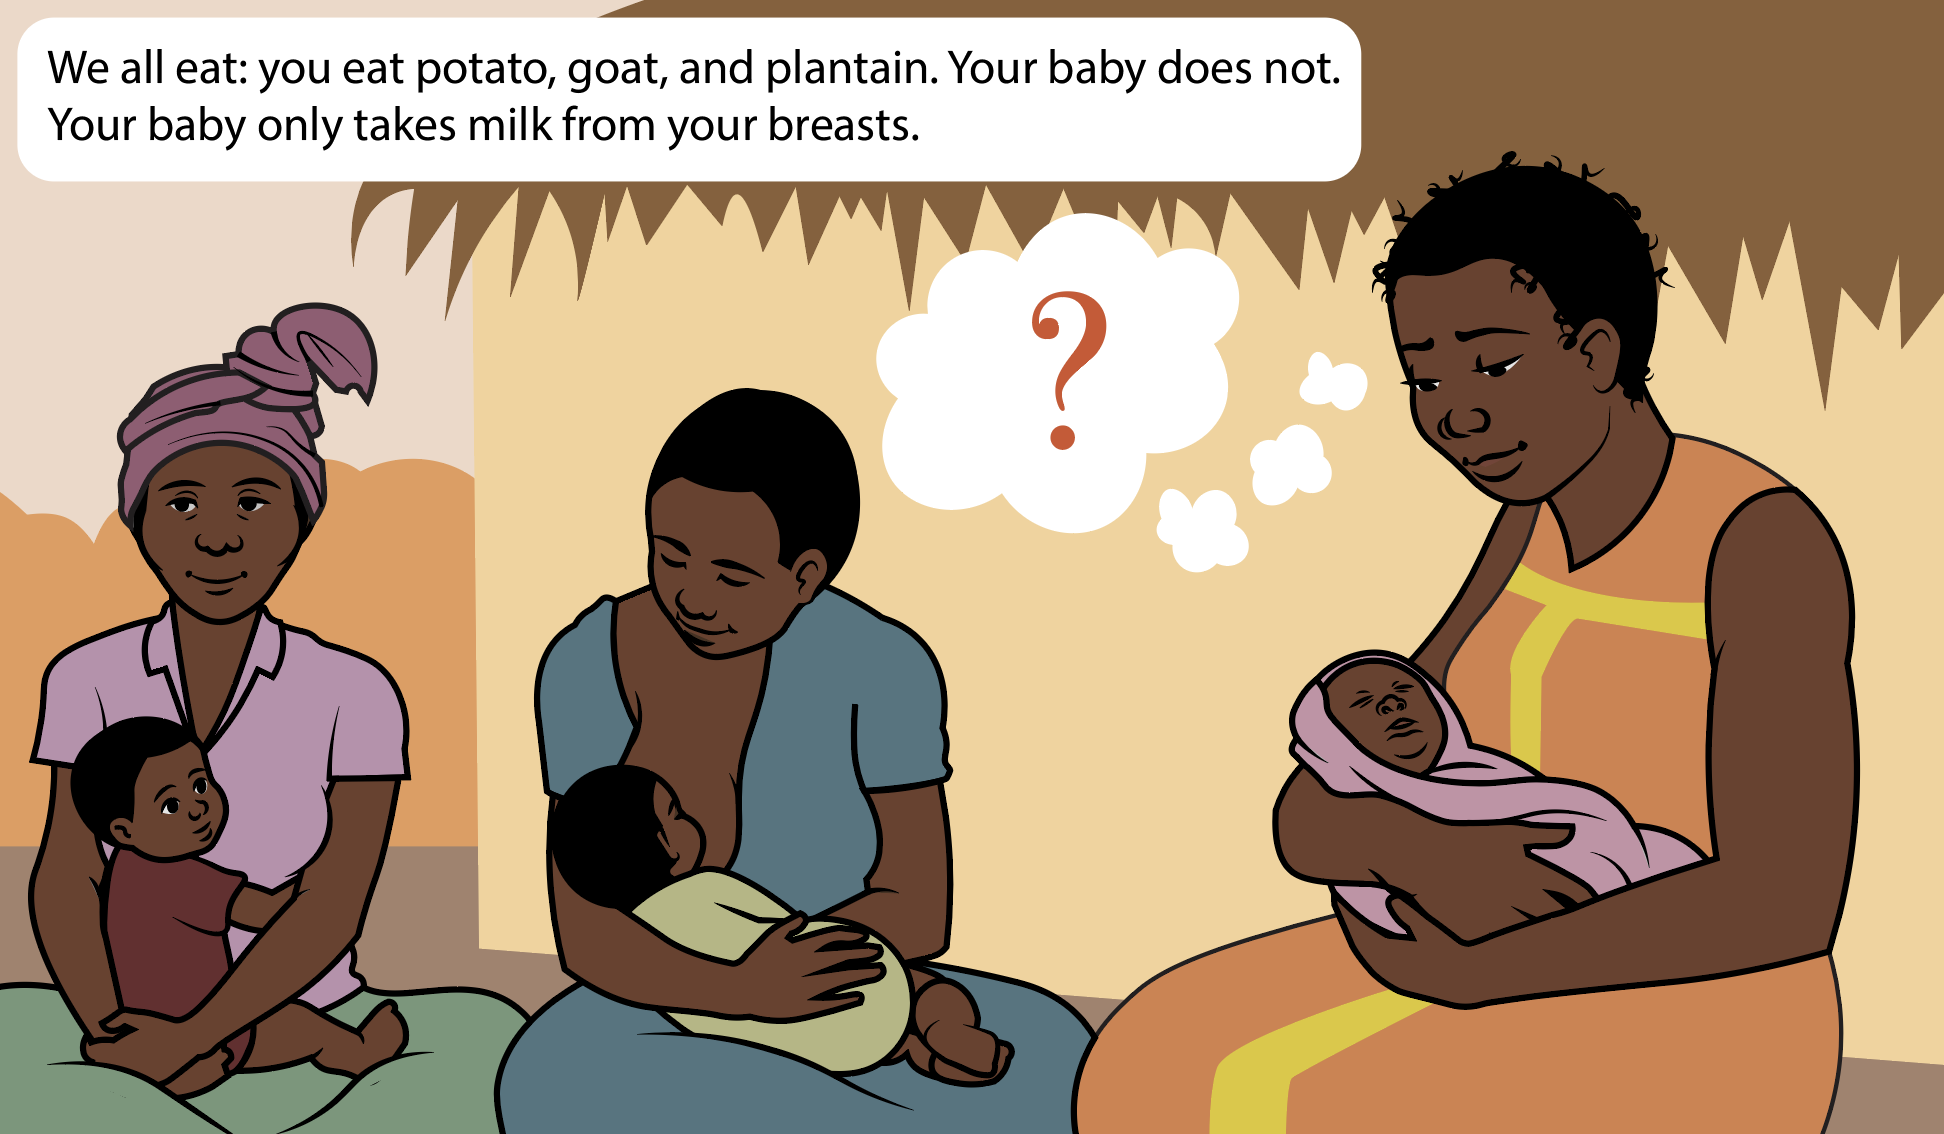 We all eat: you eat potato, goat, and plantain. Your baby does not.
Your baby only takes milk from your breasts.
?